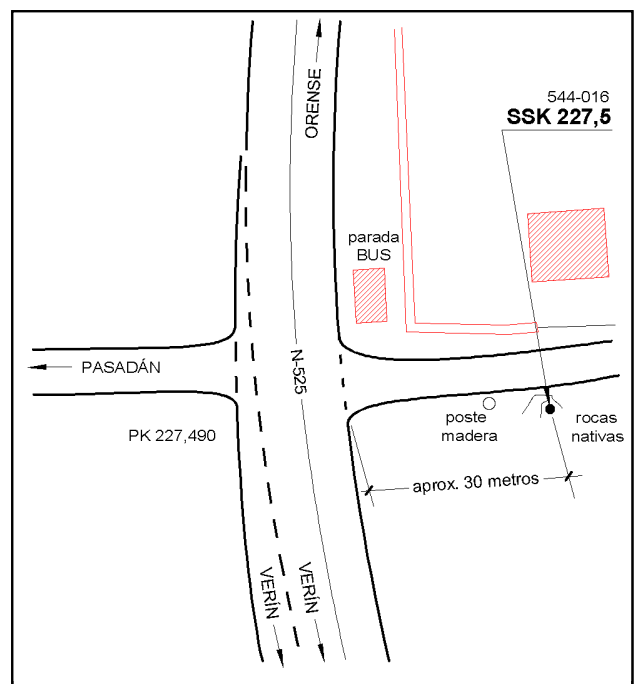 ORENSE
544-016
SSK 227,5
parada
BUS
N-525
PASADÁN
PK 227,490
poste
madera
rocas
nativas
aprox. 30 metros
VERÍN
VERÍN